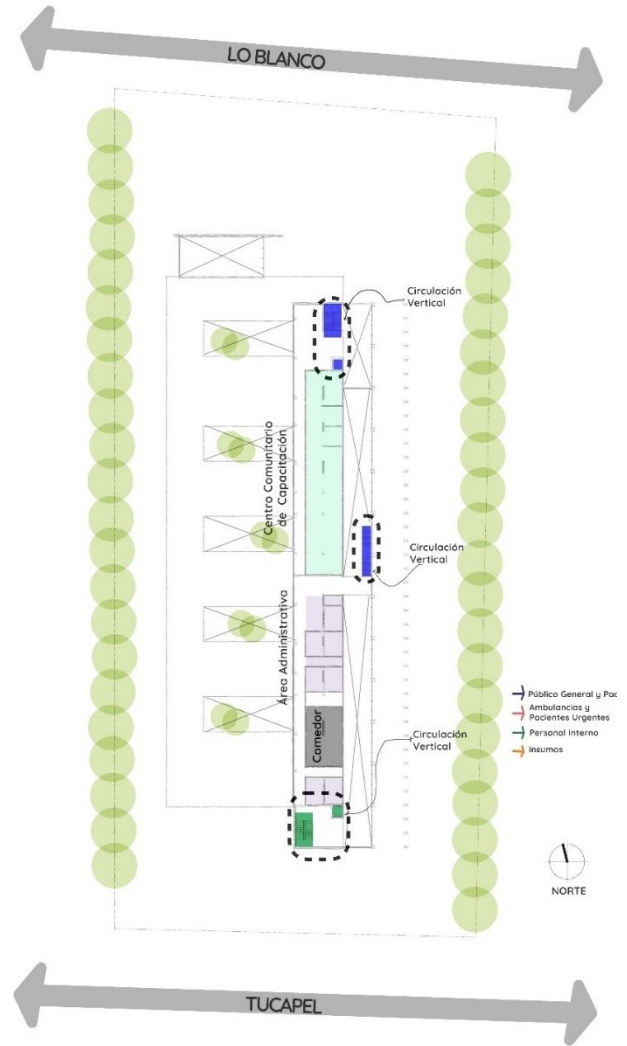 LO BLANCO
Circulación
Vertical
Centro Comunitario
de Capacitación
Circulación
Vertical
Área Administrativa
Público General y Pac
Ambulancias y
Pacientes Urgentes
Personal Interno
Insumos
Comedor
Circulación
Vertical
NORTE
TUCAPEL